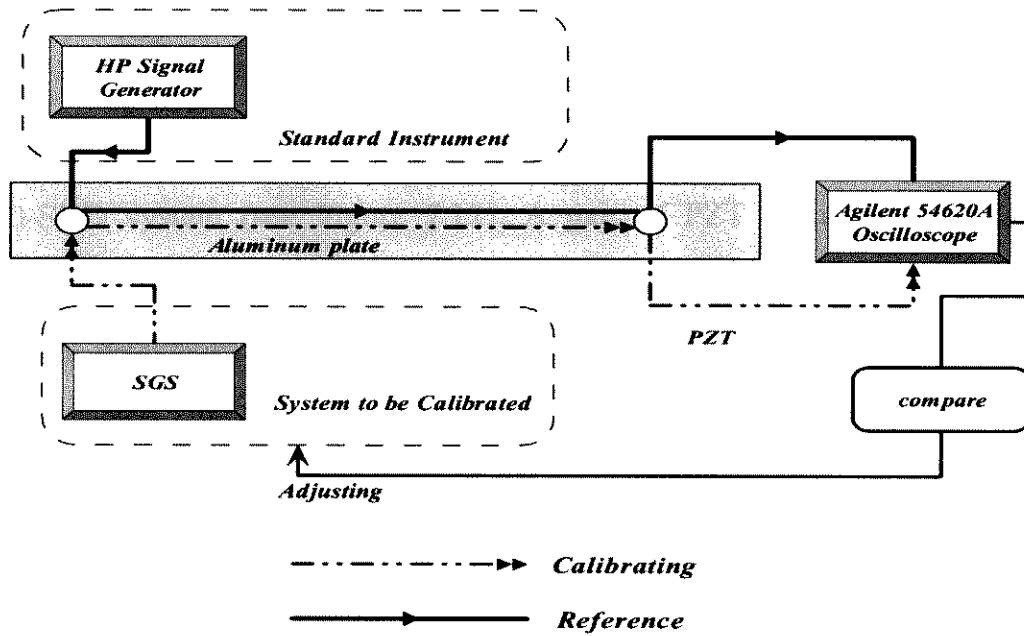 HP Signal
Generator
Standard Instrument
Aluminum plate
Agilent 54620A
Oscilloscope
PZT
SGS
System to be Calibrated
compare
Adjusting
Calibrating
Reference